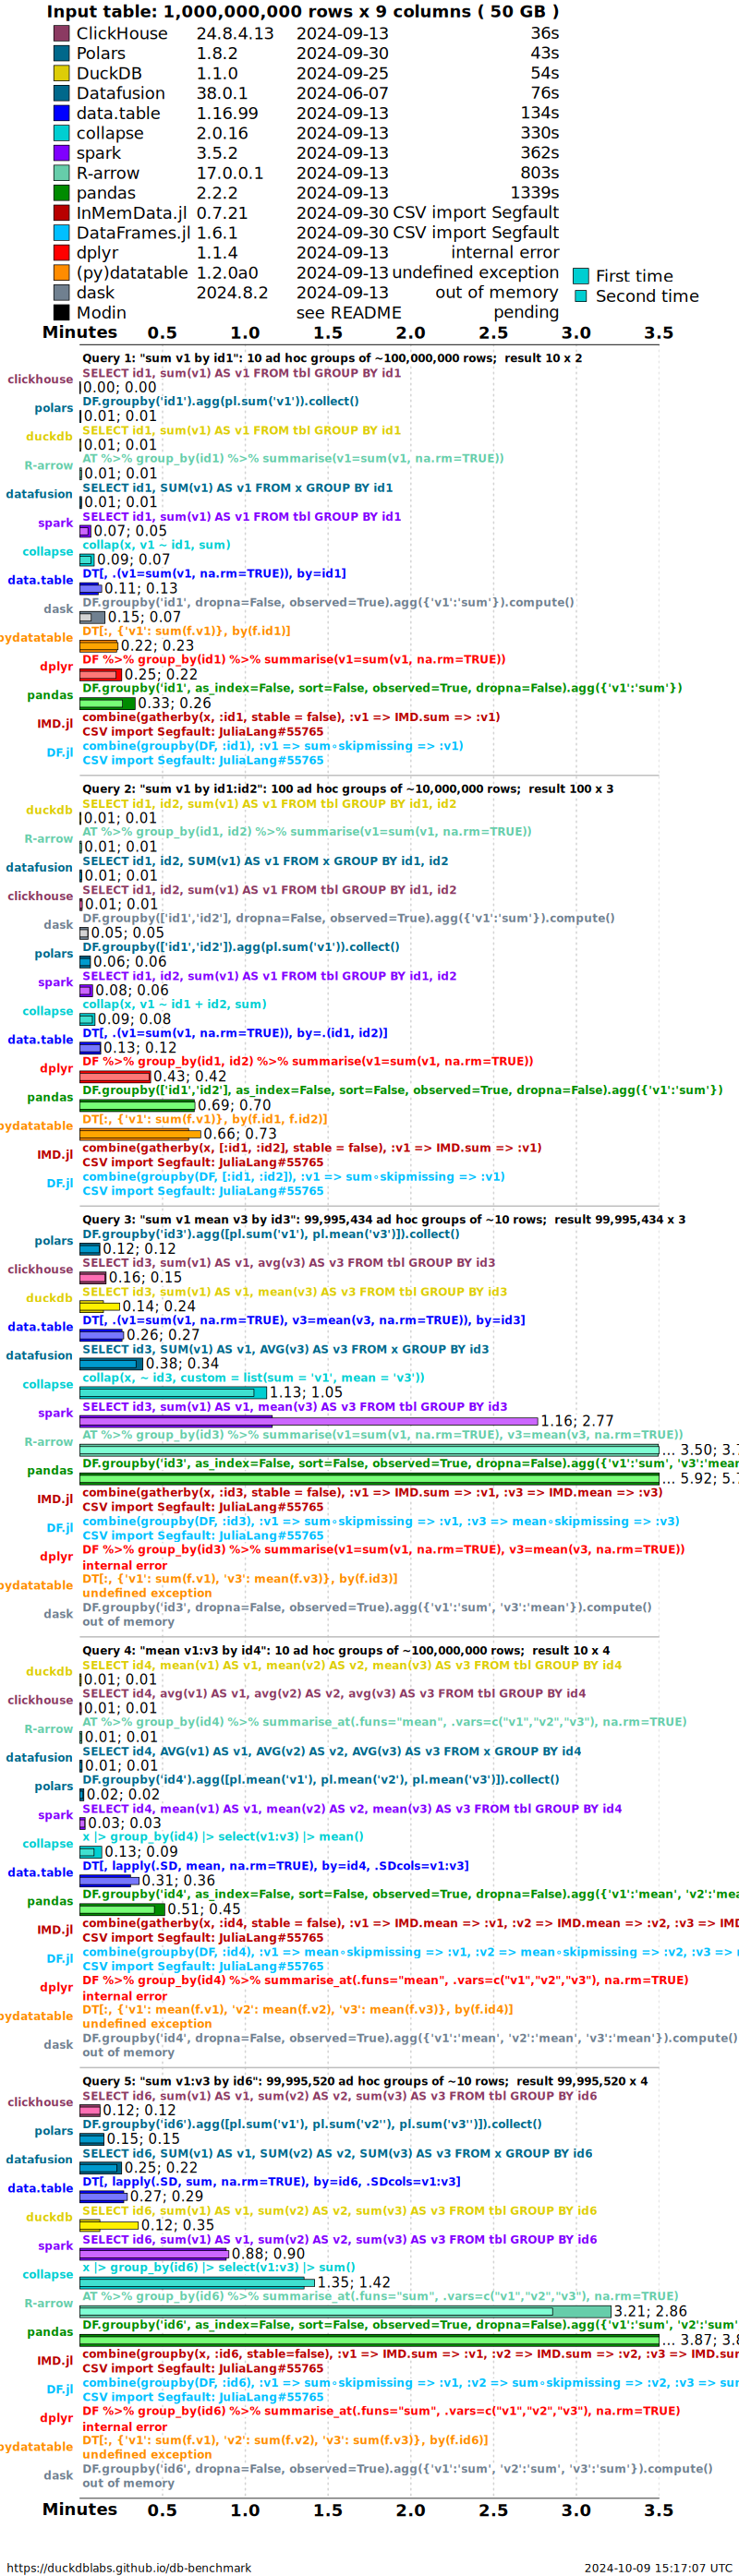 Input table: 1,000,000,000 rows x 9 columns ( 50 GB )
ClickHouse 24.8.4.13 2024-09-13 36s
Polars 1.8.2 2024-09-30 43s
DuckDB 1.1.0 2024-09-25 54s
Datafusion 38.0.1 2024-06-07 76s
data.table 1.16.99 2024-09-13 134s
collapse 2.0.16 2024-09-13 330s
spark 3.5.2 2024-09-13 362s
R-arrow 17.0.0.1 2024-09-13 803s
pandas 2.2.2 2024-09-13 1339s
InMemData.jl 0.7.21 2024-09-30 CSV import Segfault
DataFrames.jl 1.6.1 2024-09-30 CSV import Segfault
dplyr 1.1.4 2024-09-13 internal error
(py)datatable 1.2.0a0 2024-09-13 undefined exception First time
dask 2024.8.2 2024-09-13 out of memory Second time
Modin see README pending
Minutes 0.5 1.0 1.5 2.0 2.5 3.0 3.5
Query 1: "sum v1 by id1": 10 ad hoc groups of ~100,000,000 rows; result 10 x 2
clickhouse SELECT id1, sum(v1) AS v1 FROM tbl GROUP BY id1
0.00; 0.00
polars DF.groupby('id1').agg(pl.sum('v1')).collect()
0.01; 0.01
duckdb SELECT id1, sum(v1) AS v1 FROM tbl GROUP BY id1
0.01; 0.01
R-arrow AT %>% group_by(id1) %>% summarise(v1=sum(v1, na.rm=TRUE))
0.01; 0.01
datafusion SELECT id1, SUM(v1) AS v1 FROM x GROUP BY id1
0.01; 0.01
spark SELECT id1, sum(v1) AS v1 FROM tbl GROUP BY id1
0.07; 0.05
collapse collap(x, v1 ~ id1, sum)
0.09; 0.07
data.table DT[, .(v1=sum(v1, na.rm=TRUE)), by=id1]
0.11; 0.13
dask DF.groupby('id1', dropna=False, observed=True).agg({'v1':'sum'}).compute()
0.15; 0.07
pydatatable DT[:, {'v1': sum(f.v1)}, by(f.id1)]
0.22; 0.23
dplyr DF %>% group_by(id1) %>% summarise(v1=sum(v1, na.rm=TRUE))
0.25; 0.22
pandas DF.groupby('id1', as_index=False, sort=False, observed=True, dropna=False).agg({'v1':'sum'})
0.33; 0.26
IMD.jl combine(gatherby(x, :id1, stable = false), :v1 => IMD.sum => :v1)
CSV import Segfault: JuliaLang#55765
DF.jl combine(groupby(DF, :id1), :v1 => sum∘skipmissing => :v1)
CSV import Segfault: JuliaLang#55765
Query 2: "sum v1 by id1:id2": 100 ad hoc groups of ~10,000,000 rows; result 100 x 3
duckdb SELECT id1, id2, sum(v1) AS v1 FROM tbl GROUP BY id1, id2
0.01; 0.01
R-arrow AT %>% group_by(id1, id2) %>% summarise(v1=sum(v1, na.rm=TRUE))
0.01; 0.01
datafusion SELECT id1, id2, SUM(v1) AS v1 FROM x GROUP BY id1, id2
0.01; 0.01
clickhouse SELECT id1, id2, sum(v1) AS v1 FROM tbl GROUP BY id1, id2
0.01; 0.01
dask DF.groupby(['id1','id2'], dropna=False, observed=True).agg({'v1':'sum'}).compute()
0.05; 0.05
polars DF.groupby(['id1','id2']).agg(pl.sum('v1')).collect()
0.06; 0.06
spark SELECT id1, id2, sum(v1) AS v1 FROM tbl GROUP BY id1, id2
0.08; 0.06
collapse collap(x, v1 ~ id1 + id2, sum)
0.09; 0.08
data.table DT[, .(v1=sum(v1, na.rm=TRUE)), by=.(id1, id2)]
0.13; 0.12
dplyr DF %>% group_by(id1, id2) %>% summarise(v1=sum(v1, na.rm=TRUE))
0.43; 0.42
pandas DF.groupby(['id1','id2'], as_index=False, sort=False, observed=True, dropna=False).agg({'v1':'sum'})
0.69; 0.70
pydatatable DT[:, {'v1': sum(f.v1)}, by(f.id1, f.id2)]
0.66; 0.73
IMD.jl combine(gatherby(x, [:id1, :id2], stable = false), :v1 => IMD.sum => :v1)
CSV import Segfault: JuliaLang#55765
DF.jl combine(groupby(DF, [:id1, :id2]), :v1 => sum∘skipmissing => :v1)
CSV import Segfault: JuliaLang#55765
Query 3: "sum v1 mean v3 by id3": 99,995,434 ad hoc groups of ~10 rows; result 99,995,434 x 3
polars DF.groupby('id3').agg([pl.sum('v1'), pl.mean('v3')]).collect()
0.12; 0.12
clickhouse SELECT id3, sum(v1) AS v1, avg(v3) AS v3 FROM tbl GROUP BY id3
0.16; 0.15
duckdb SELECT id3, sum(v1) AS v1, mean(v3) AS v3 FROM tbl GROUP BY id3
0.14; 0.24
data.table DT[, .(v1=sum(v1, na.rm=TRUE), v3=mean(v3, na.rm=TRUE)), by=id3]
0.26; 0.27
datafusion SELECT id3, SUM(v1) AS v1, AVG(v3) AS v3 FROM x GROUP BY id3
0.38; 0.34
collapse collap(x, ~ id3, custom = list(sum = 'v1', mean = 'v3'))
1.13; 1.05
spark SELECT id3, sum(v1) AS v1, mean(v3) AS v3 FROM tbl GROUP BY id3
1.16; 2.77
R-arrow AT %>% group_by(id3) %>% summarise(v1=sum(v1, na.rm=TRUE), v3=mean(v3, na.rm=TRUE))
... 3.50; 3.7
pandas DF.groupby('id3', as_index=False, sort=False, observed=True, dropna=False).agg({'v1':'sum', 'v3':'mean
... 5.92; 5.7
IMD.jl combine(gatherby(x, :id3, stable = false), :v1 => IMD.sum => :v1, :v3 => IMD.mean => :v3)
CSV import Segfault: JuliaLang#55765
DF.jl combine(groupby(DF, :id3), :v1 => sum∘skipmissing => :v1, :v3 => mean∘skipmissing => :v3)
CSV import Segfault: JuliaLang#55765
dplyr DF %>% group_by(id3) %>% summarise(v1=sum(v1, na.rm=TRUE), v3=mean(v3, na.rm=TRUE))
internal error
pydatatable DT[:, {'v1': sum(f.v1), 'v3': mean(f.v3)}, by(f.id3)]
undefined exception
dask DF.groupby('id3', dropna=False, observed=True).agg({'v1':'sum', 'v3':'mean'}).compute()
out of memory
Query 4: "mean v1:v3 by id4": 10 ad hoc groups of ~100,000,000 rows; result 10 x 4
duckdb SELECT id4, mean(v1) AS v1, mean(v2) AS v2, mean(v3) AS v3 FROM tbl GROUP BY id4
0.01; 0.01
clickhouse SELECT id4, avg(v1) AS v1, avg(v2) AS v2, avg(v3) AS v3 FROM tbl GROUP BY id4
0.01; 0.01
R-arrow AT %>% group_by(id4) %>% summarise_at(.funs="mean", .vars=c("v1","v2","v3"), na.rm=TRUE)
0.01; 0.01
datafusion SELECT id4, AVG(v1) AS v1, AVG(v2) AS v2, AVG(v3) AS v3 FROM x GROUP BY id4
0.01; 0.01
polars DF.groupby('id4').agg([pl.mean('v1'), pl.mean('v2'), pl.mean('v3')]).collect()
0.02; 0.02
spark SELECT id4, mean(v1) AS v1, mean(v2) AS v2, mean(v3) AS v3 FROM tbl GROUP BY id4
0.03; 0.03
collapse x |> group_by(id4) |> select(v1:v3) |> mean()
0.13; 0.09
data.table DT[, lapply(.SD, mean, na.rm=TRUE), by=id4, .SDcols=v1:v3]
0.31; 0.36
pandas DF.groupby('id4', as_index=False, sort=False, observed=True, dropna=False).agg({'v1':'mean', 'v2':'mea
0.51; 0.45
IMD.jl combine(gatherby(x, :id4, stable = false), :v1 => IMD.mean => :v1, :v2 => IMD.mean => :v2, :v3 => IMD
CSV import Segfault: JuliaLang#55765
DF.jl combine(groupby(DF, :id4), :v1 => mean∘skipmissing => :v1, :v2 => mean∘skipmissing => :v2, :v3 =>
CSV import Segfault: JuliaLang#55765
dplyr DF %>% group_by(id4) %>% summarise_at(.funs="mean", .vars=c("v1","v2","v3"), na.rm=TRUE)
internal error
pydatatable DT[:, {'v1': mean(f.v1), 'v2': mean(f.v2), 'v3': mean(f.v3)}, by(f.id4)]
undefined exception
dask DF.groupby('id4', dropna=False, observed=True).agg({'v1':'mean', 'v2':'mean', 'v3':'mean'}).compute()
out of memory
Query 5: "sum v1:v3 by id6": 99,995,520 ad hoc groups of ~10 rows; result 99,995,520 x 4
clickhouse SELECT id6, sum(v1) AS v1, sum(v2) AS v2, sum(v3) AS v3 FROM tbl GROUP BY id6
0.12; 0.12
polars DF.groupby('id6').agg([pl.sum('v1'), pl.sum('v2''), pl.sum('v3'')]).collect()
0.15; 0.15
datafusion SELECT id6, SUM(v1) AS v1, SUM(v2) AS v2, SUM(v3) AS v3 FROM x GROUP BY id6
0.25; 0.22
data.table DT[, lapply(.SD, sum, na.rm=TRUE), by=id6, .SDcols=v1:v3]
0.27; 0.29
duckdb SELECT id6, sum(v1) AS v1, sum(v2) AS v2, sum(v3) AS v3 FROM tbl GROUP BY id6
0.12; 0.35
spark SELECT id6, sum(v1) AS v1, sum(v2) AS v2, sum(v3) AS v3 FROM tbl GROUP BY id6
0.88; 0.90
collapse x |> group_by(id6) |> select(v1:v3) |> sum()
1.35; 1.42
R-arrow AT %>% group_by(id6) %>% summarise_at(.funs="sum", .vars=c("v1","v2","v3"), na.rm=TRUE)
3.21; 2.86
pandas DF.groupby('id6', as_index=False, sort=False, observed=True, dropna=False).agg({'v1':'sum', 'v2':'sum'
... 3.87; 3.8
IMD.jl combine(groupby(x, :id6, stable=false), :v1 => IMD.sum => :v1, :v2 => IMD.sum => :v2, :v3 => IMD.sum
CSV import Segfault: JuliaLang#55765
DF.jl combine(groupby(DF, :id6), :v1 => sum∘skipmissing => :v1, :v2 => sum∘skipmissing => :v2, :v3 => sum
CSV import Segfault: JuliaLang#55765
dplyr DF %>% group_by(id6) %>% summarise_at(.funs="sum", .vars=c("v1","v2","v3"), na.rm=TRUE)
internal error
pydatatable DT[:, {'v1': sum(f.v1), 'v2': sum(f.v2), 'v3': sum(f.v3)}, by(f.id6)]
undefined exception
dask DF.groupby('id6', dropna=False, observed=True).agg({'v1':'sum', 'v2':'sum', 'v3':'sum'}).compute()
out of memory
Minutes 0.5 1.0 1.5 2.0 2.5 3.0 3.5
https://duckdblabs.github.io/db-benchmark 2024-10-09 15:17:07 UTC